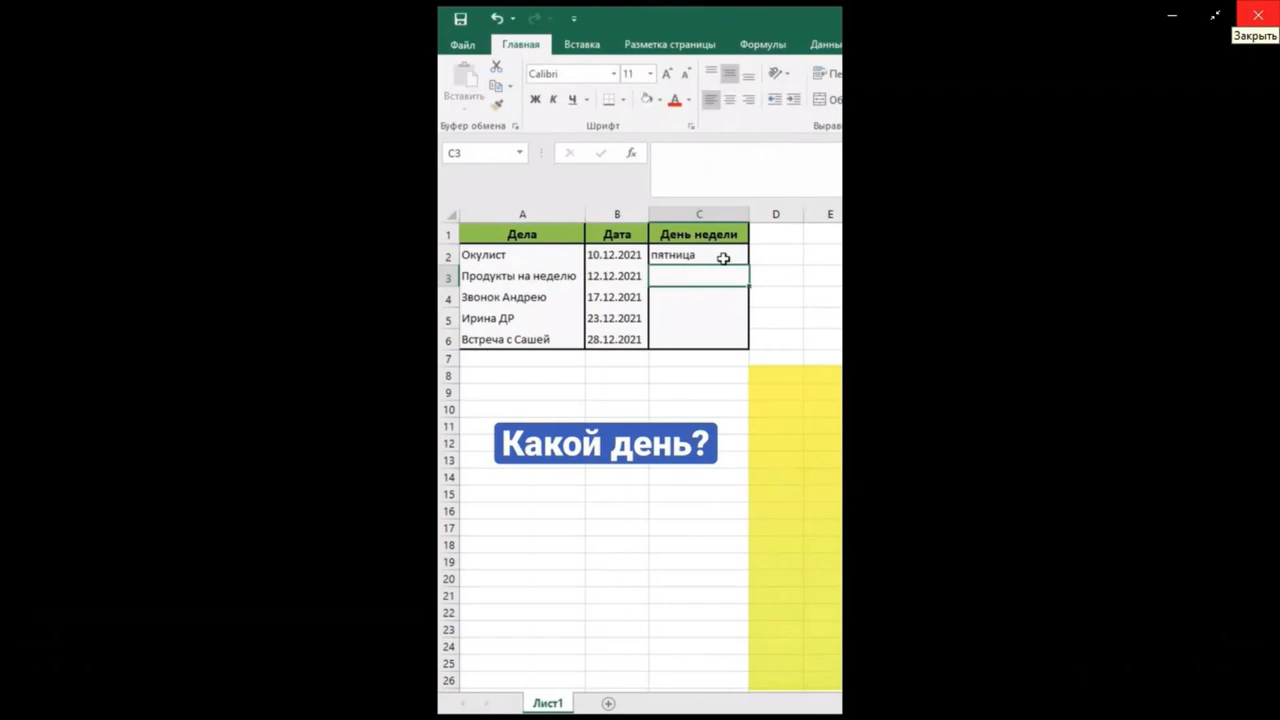 Закрыть
Файл Главная Вставка Разметка страницы Формулы Данны
Вставить
Calibri 11
Ж К Ч А
Пе
Об
Буфер обмена Шрифт Вырав
C3 fx
A B C D E
1 Дела Дата День недели
2 Окулист 10.12.2021 пятница
3 Продукты на неделю 12.12.2021
4 Звонок Андрею 17.12.2021
5 Ирина ДР 23.12.2021
6 Встреча с Сашей 28.12.2021
7
8
9
10
11
Какой день?
12
13
14
15
16
17
18
19
20
21
22
23
24
25
26
Лист1